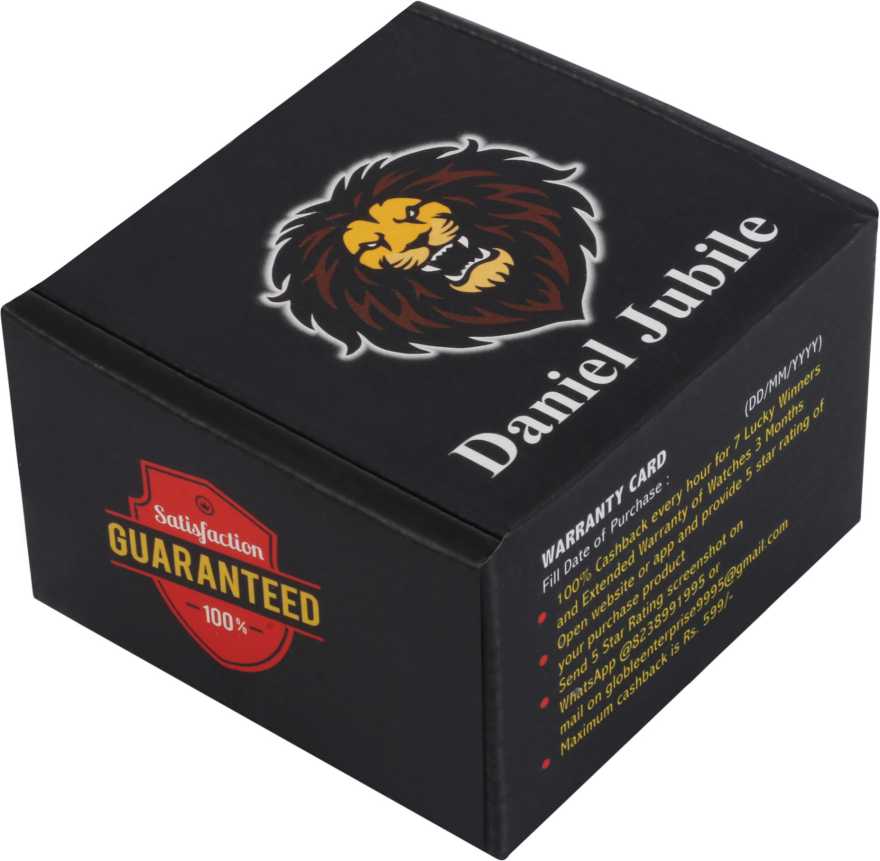 Daniel Jubile
Satisfaction
GUARANTEED
100%
WARRANTY CARD
Fill Date of Purchase : (DD/MM/YYYY)
• 100% Cashback every hour for 7 Lucky Winners
and Extended Warranty of Watches 3 Months
• Open website or app and provide 5 star rating of
your purchase product
• Send 5 Star Rating screenshot on
WhatsApp @8238991995 or
mail on globleenterprise9995@gmail.com
• Maximum cashback is Rs. 599/-